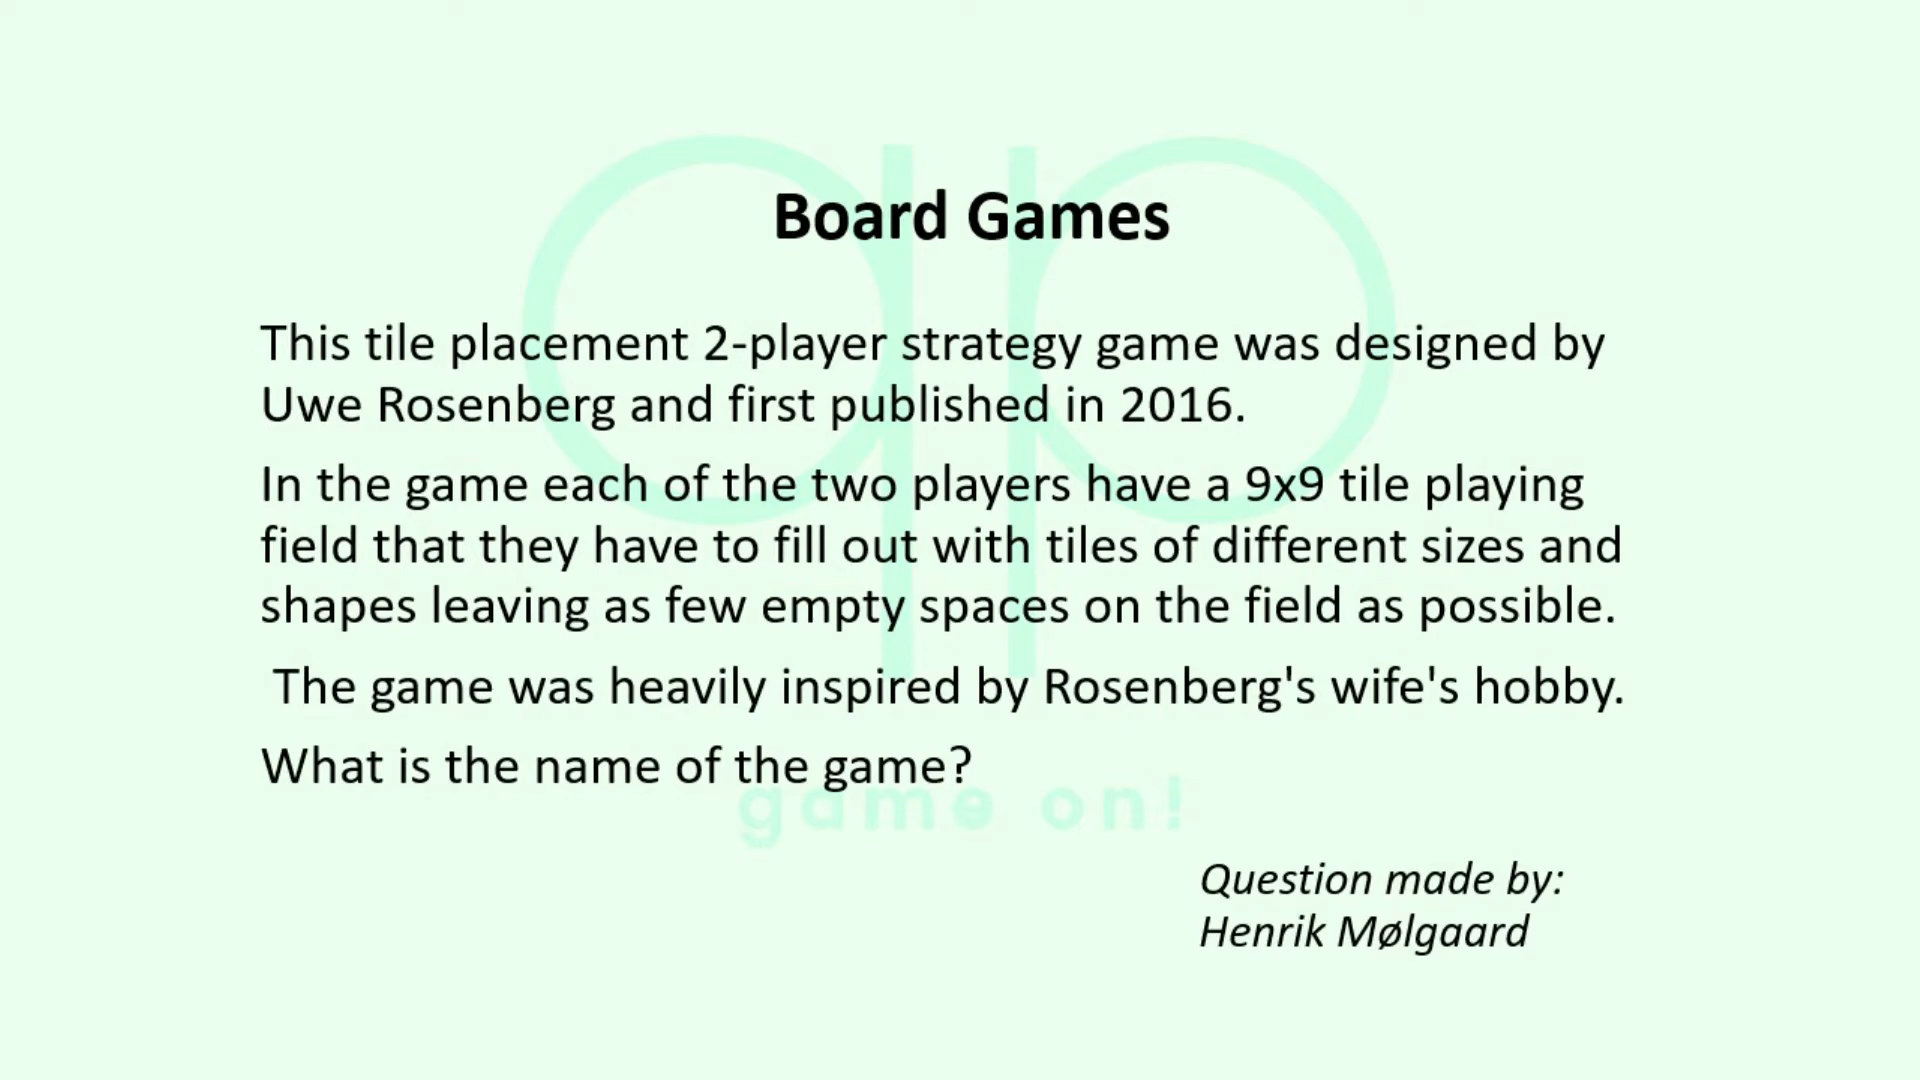 Board Games
This tile placement 2-player strategy game was designed by
Uwe Rosenberg and first published in 2016.
In the game each of the two players have a 9x9 tile playing
field that they have to fill out with tiles of different sizes and
shapes leaving as few empty spaces on the field as possible.
The game was heavily inspired by Rosenberg's wife's hobby.
What is the name of the game?
game on!
Question made by:
Henrik Mølgaard